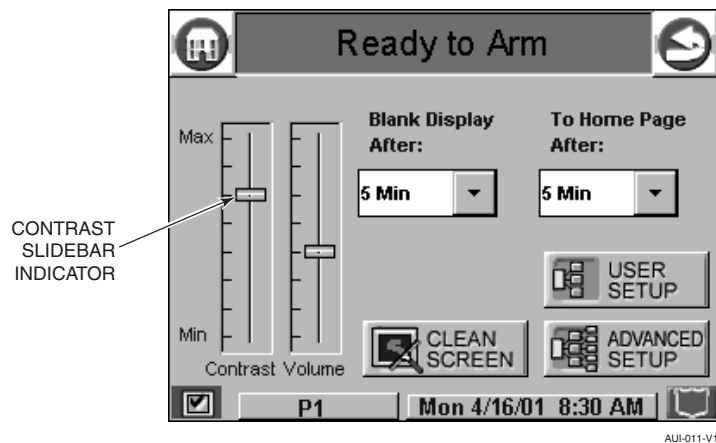 Ready to Arm
Blank Display
After:
To Home Page
After:
Max
5 Min
5 Min
CONTRAST
SLIDEBAR
INDICATOR
USER
SETUP
Min
CLEAN
SCREEN
ADVANCED
SETUP
Contrast Volume
P1
Mon 4/16/01 8:30 AM
AUI-011-V1